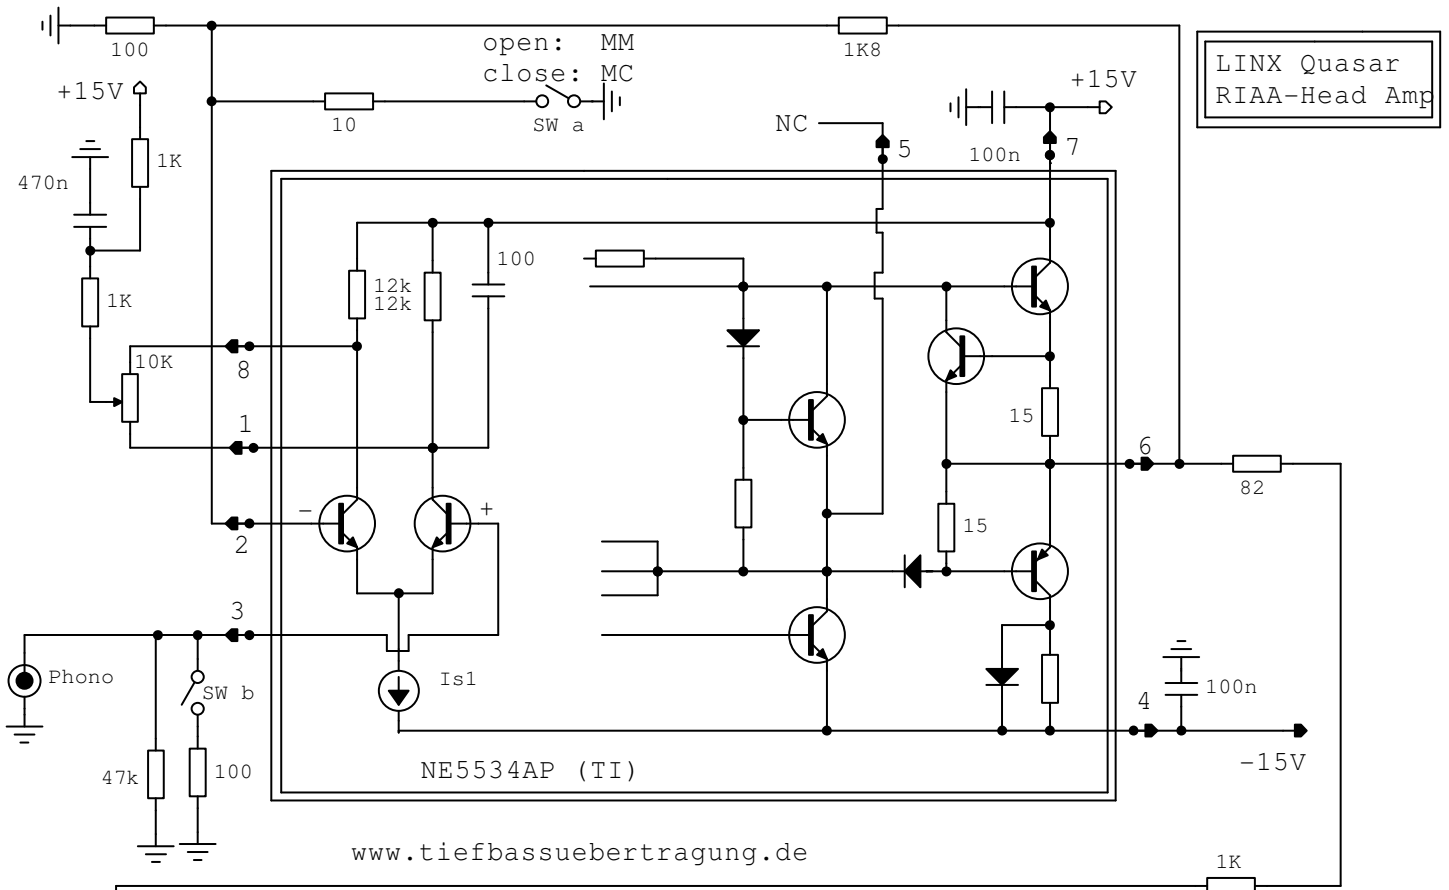 100
open:  MM
close: MC
1K8
+15V
LINX Quasar
RIAA-Head Amp
+15V
10
SW a
NC
100n
5
7
1K
470n
1K
12k
12k
100
10K
8
1
15
6
82
-
+
2
15
3
Phono
SW b
Is1
4
100n
47k
100
NE5534AP (TI)
-15V
www.tiefbassuebertragung.de
1K